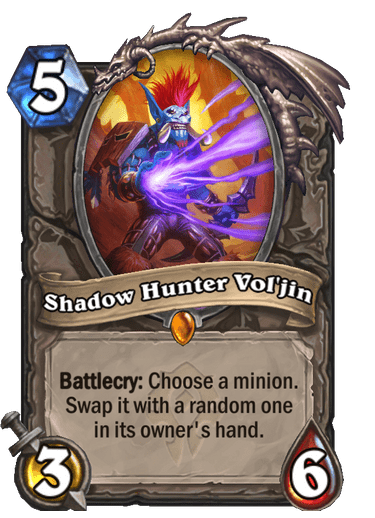 5
Shadow Hunter Vol'jin
Battlecry: Choose a minion.
Swap it with a random one
in its owner's hand.
3
6